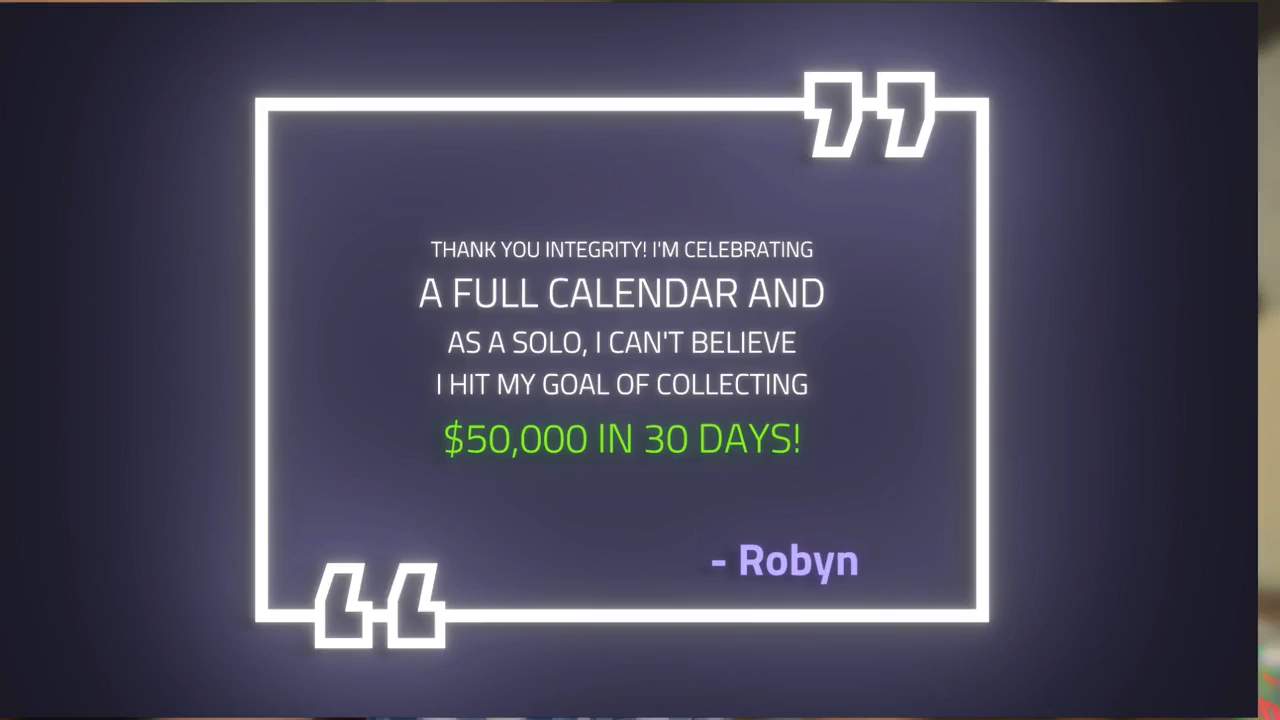 THANK YOU INTEGRITY! I'M CELEBRATING
A FULL CALENDAR AND
AS A SOLO, I CAN'T BELIEVE
I HIT MY GOAL OF COLLECTING
$50,000 IN 30 DAYS!
- Robyn